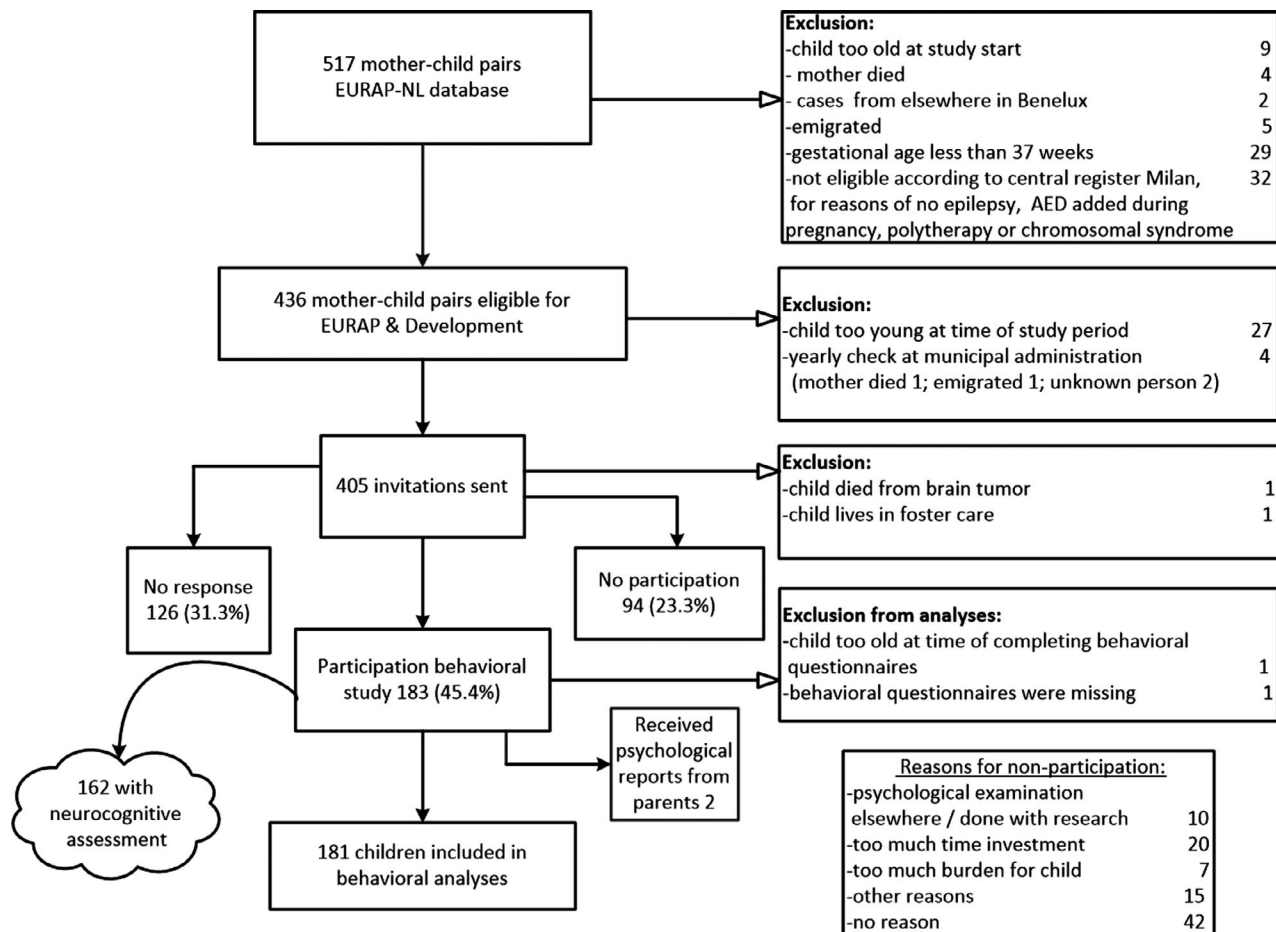 517 mother-child pairs
EURAP-NL database
Exclusion:
-child too old at study start 9
- mother died 4
- cases from elsewhere in Benelux 2
-emigrated 5
-gestational age less than 37 weeks 29
-not eligible according to central register Milan, 32
for reasons of no epilepsy, AED added during
pregnancy, polytherapy or chromosomal syndrome
436 mother-child pairs eligible for
EURAP & Development
Exclusion:
-child too young at time of study period 27
-yearly check at municipal administration 4
(mother died 1; emigrated 1; unknown person 2)
405 invitations sent
Exclusion:
-child died from brain tumor 1
-child lives in foster care 1
No response
126 (31.3%)
No participation
94 (23.3%)
Participation behavioral
study 183 (45.4%)
Exclusion from analyses:
-child too old at time of completing behavioral
questionnaires 1
-behavioral questionnaires were missing 1
Received
psychological
reports from
parents 2
162 with
neurocognitive
assessment
181 children included in
behavioral analyses
Reasons for non-participation:
-psychological examination
elsewhere / done with research 10
-too much time investment 20
-too much burden for child 7
-other reasons 15
-no reason 42